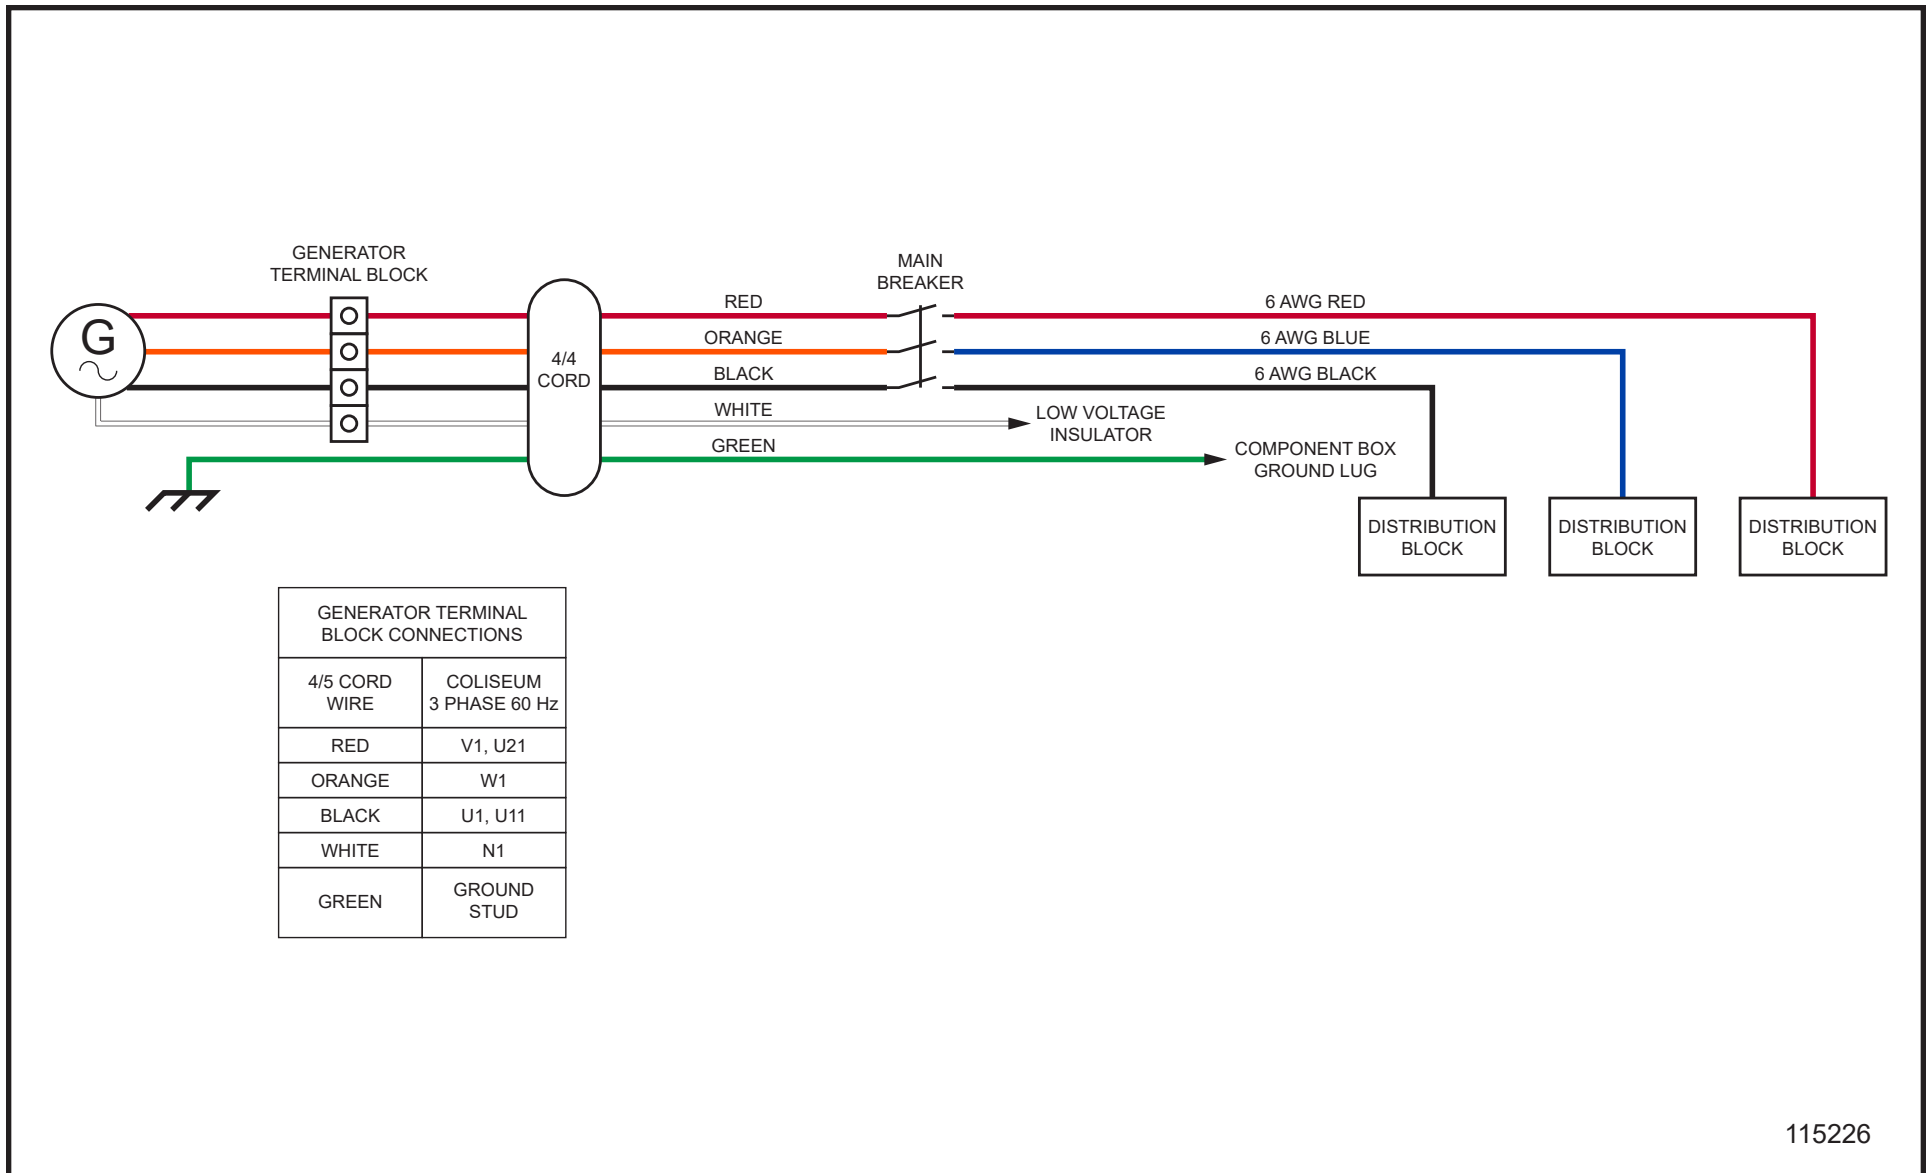 GENERATOR
TERMINAL BLOCK
MAIN
BREAKER
G
4/4
CORD
RED
ORANGE
BLACK
WHITE
GREEN
6 AWG RED
6 AWG BLUE
6 AWG BLACK
LOW VOLTAGE
INSULATOR
COMPONENT BOX
GROUND LUG
DISTRIBUTION
BLOCK
DISTRIBUTION
BLOCK
DISTRIBUTION
BLOCK
GENERATOR TERMINAL
BLOCK CONNECTIONS
4/5 CORD
WIRE
COLISEUM
3 PHASE 60 Hz
RED
V1, U21
ORANGE
W1
BLACK
U1, U11
WHITE
N1
GREEN
GROUND
STUD
115226